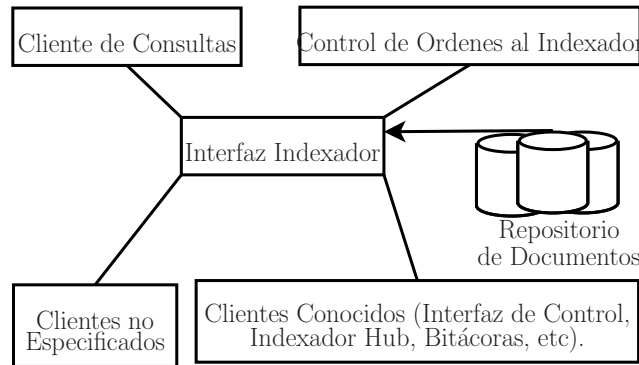 Cliente de Consultas
Control de Ordenes al Indexador
Interfaz Indexador
Repositorio
de Documentos
Clientes no
Especificados
Clientes Conocidos (Interfaz de Control,
Indexador Hub, Bitácoras, etc).